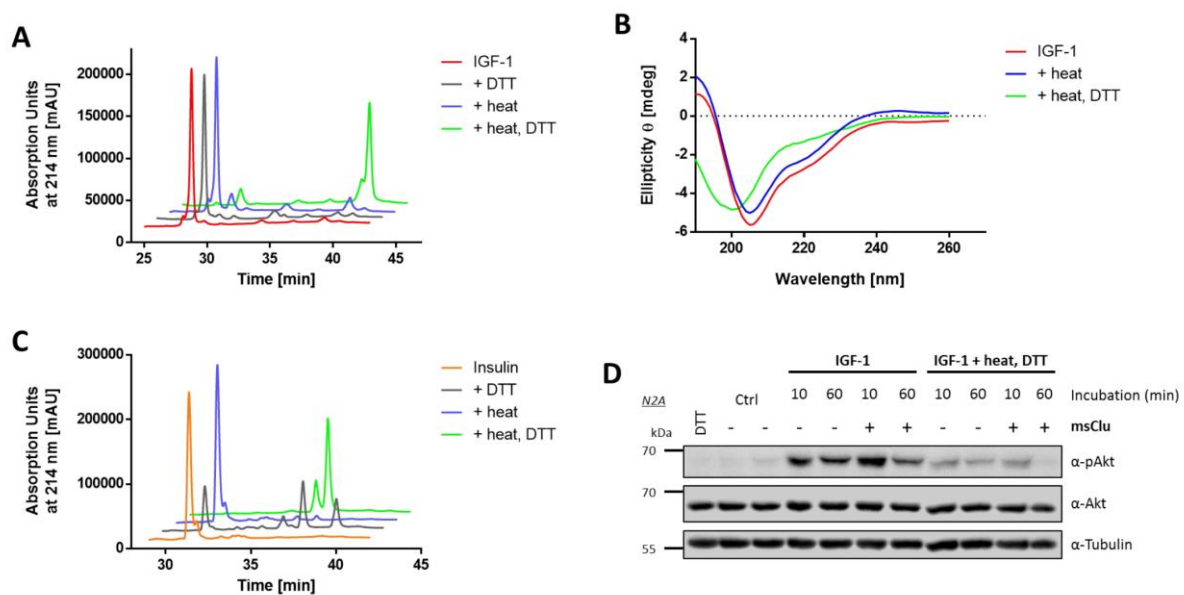 A
Absorption Units
at 214 nm [mAU]
200000
150000
100000
50000
0
25
30
35
40
45
Time [min]
IGF-1
+ DTT
+ heat
+ heat, DTT
B
Ellipticity θ [mdeg]
4
2
0
-2
-4
-6
200
220
240
260
Wavelength [nm]
IGF-1
+ heat
+ heat, DTT
C
Absorption Units
at 214 nm [mAU]
300000
200000
100000
0
30
35
40
45
Time [min]
Insulin
+ DTT
+ heat
+ heat, DTT
D
IGF-1
IGF-1 + heat, DTT
N2A
Ctrl
10 60 10 60 10 60 10 60 Incubation (min)
kDa
DTT
- - - - + + - - + + msClu
70
α-pAkt
70
α-Akt
55
α-Tubulin